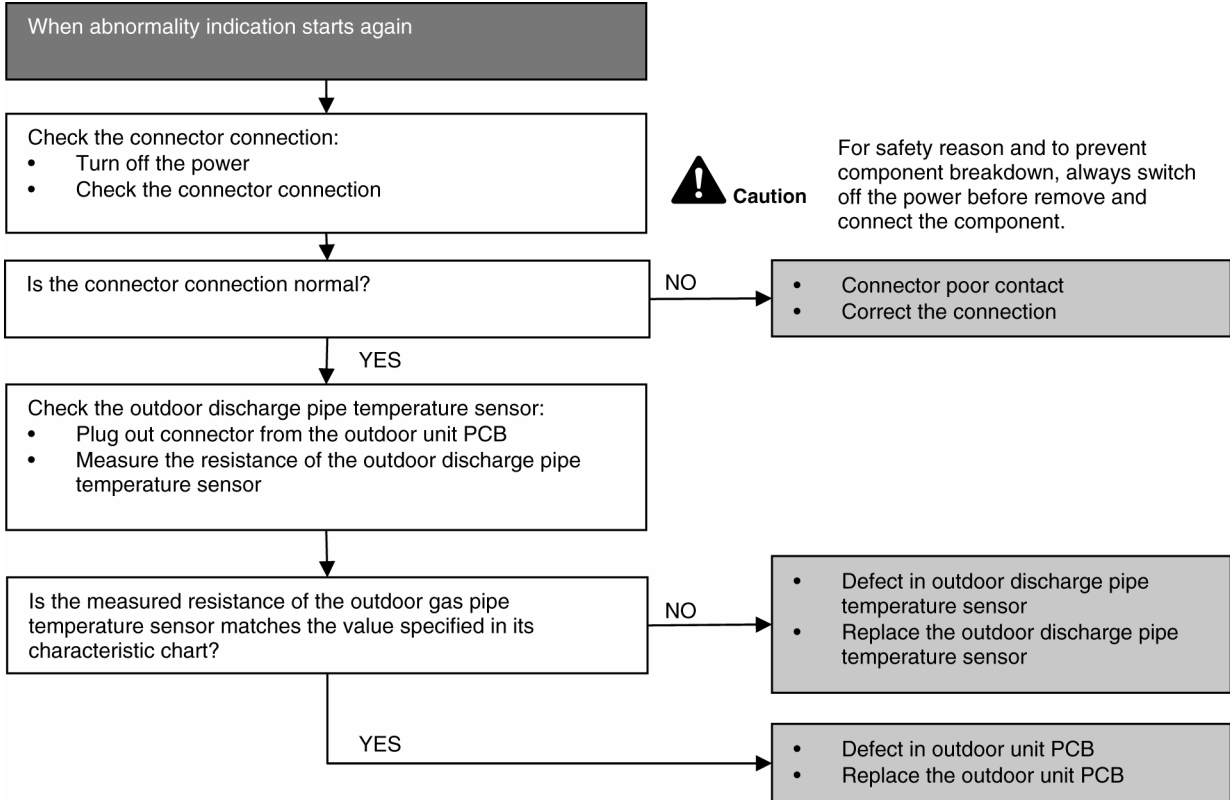 When abnormality indication starts again
Check the connector connection:
• Turn off the power
• Check the connector connection
Caution
For safety reason and to prevent
component breakdown, always switch
off the power before remove and
connect the component.
Is the connector connection normal?
NO
• Connector poor contact
• Correct the connection
YES
Check the outdoor discharge pipe temperature sensor:
• Plug out connector from the outdoor unit PCB
• Measure the resistance of the outdoor discharge pipe
temperature sensor
Is the measured resistance of the outdoor gas pipe
temperature sensor matches the value specified in its
characteristic chart?
NO
• Defect in outdoor discharge pipe
temperature sensor
• Replace the outdoor discharge pipe
temperature sensor
YES
• Defect in outdoor unit PCB
• Replace the outdoor unit PCB